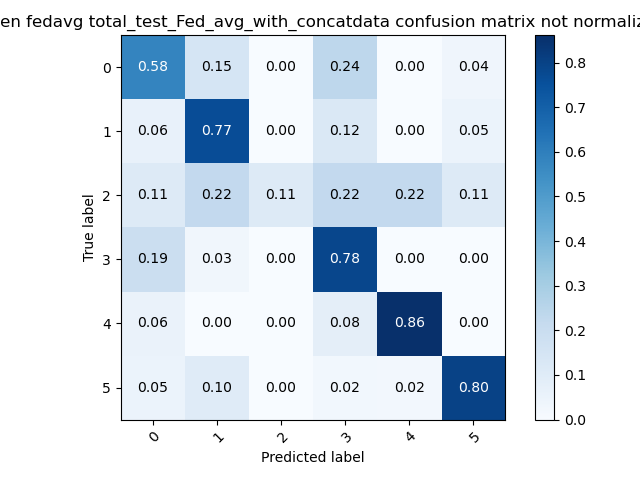 en fedavg total_test_Fed_avg_with_concatdata confusion matrix not normaliz
0 0.58 0.15 0.00 0.24 0.00 0.04
1 0.06 0.77 0.00 0.12 0.00 0.05
2 0.11 0.22 0.11 0.22 0.22 0.11
3 0.19 0.03 0.00 0.78 0.00 0.00
4 0.06 0.00 0.00 0.08 0.86 0.00
5 0.05 0.10 0.00 0.02 0.02 0.80
0 1 2 3 4 5
True label
Predicted label
0.8
0.7
0.6
0.5
0.4
0.3
0.2
0.1
0.0